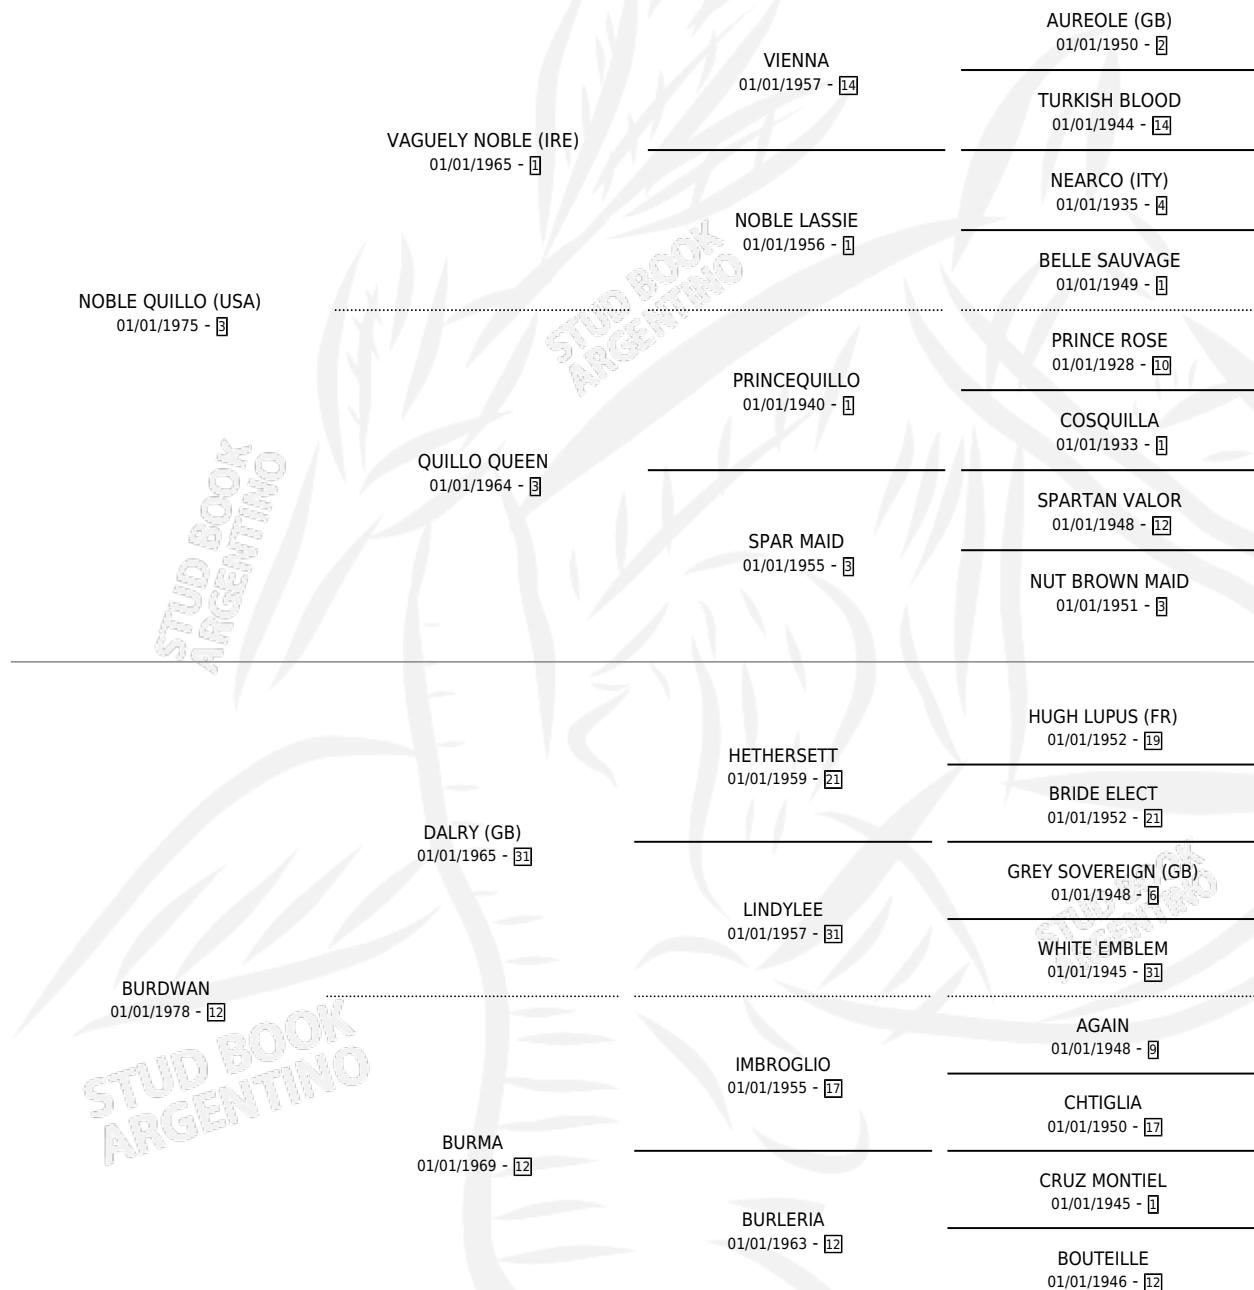 AUREOLE (GB)
01/01/1950 - 2
VIENNA
01/01/1957 - 14
TURKISH BLOOD
01/01/1944 - 14
VAGUELY NOBLE (IRE)
01/01/1965 - 1
NEARCO (ITY)
01/01/1935 - 4
NOBLE LASSIE
01/01/1956 - 1
BELLE SAUVAGE
01/01/1949 - 1
NOBLE QUILLO (USA)
01/01/1975 - 3
PRINCE ROSE
01/01/1928 - 10
PRINCEQUILLO
01/01/1940 - 1
COSQUILLA
01/01/1933 - 1
QUILLO QUEEN
01/01/1964 - 3
SPARTAN VALOR
01/01/1948 - 12
SPAR MAID
01/01/1955 - 3
NUT BROWN MAID
01/01/1951 - 3
HUGH LUPUS (FR)
01/01/1952 - 19
HETHERSETT
01/01/1959 - 21
BRIDE ELECT
01/01/1952 - 21
DALRY (GB)
01/01/1965 - 31
GREY SOVEREIGN (GB)
01/01/1948 - 6
LINDYLEE
01/01/1957 - 31
WHITE EMBLEM
01/01/1945 - 31
BURDWAN
01/01/1978 - 12
AGAIN
01/01/1948 - 9
IMBROGLIO
01/01/1955 - 17
CHTIGLIA
01/01/1950 - 17
BURMA
01/01/1969 - 12
CRUZ MONTIEL
01/01/1945 - 1
BURLERIA
01/01/1963 - 12
BOUTEILLE
01/01/1946 - 12
STUD BOOK
ARGENTINO
STUD BOOK
ARGENTINO
STUD BOOK
ARGENTINO
STUD BOOK
ARGENTINO